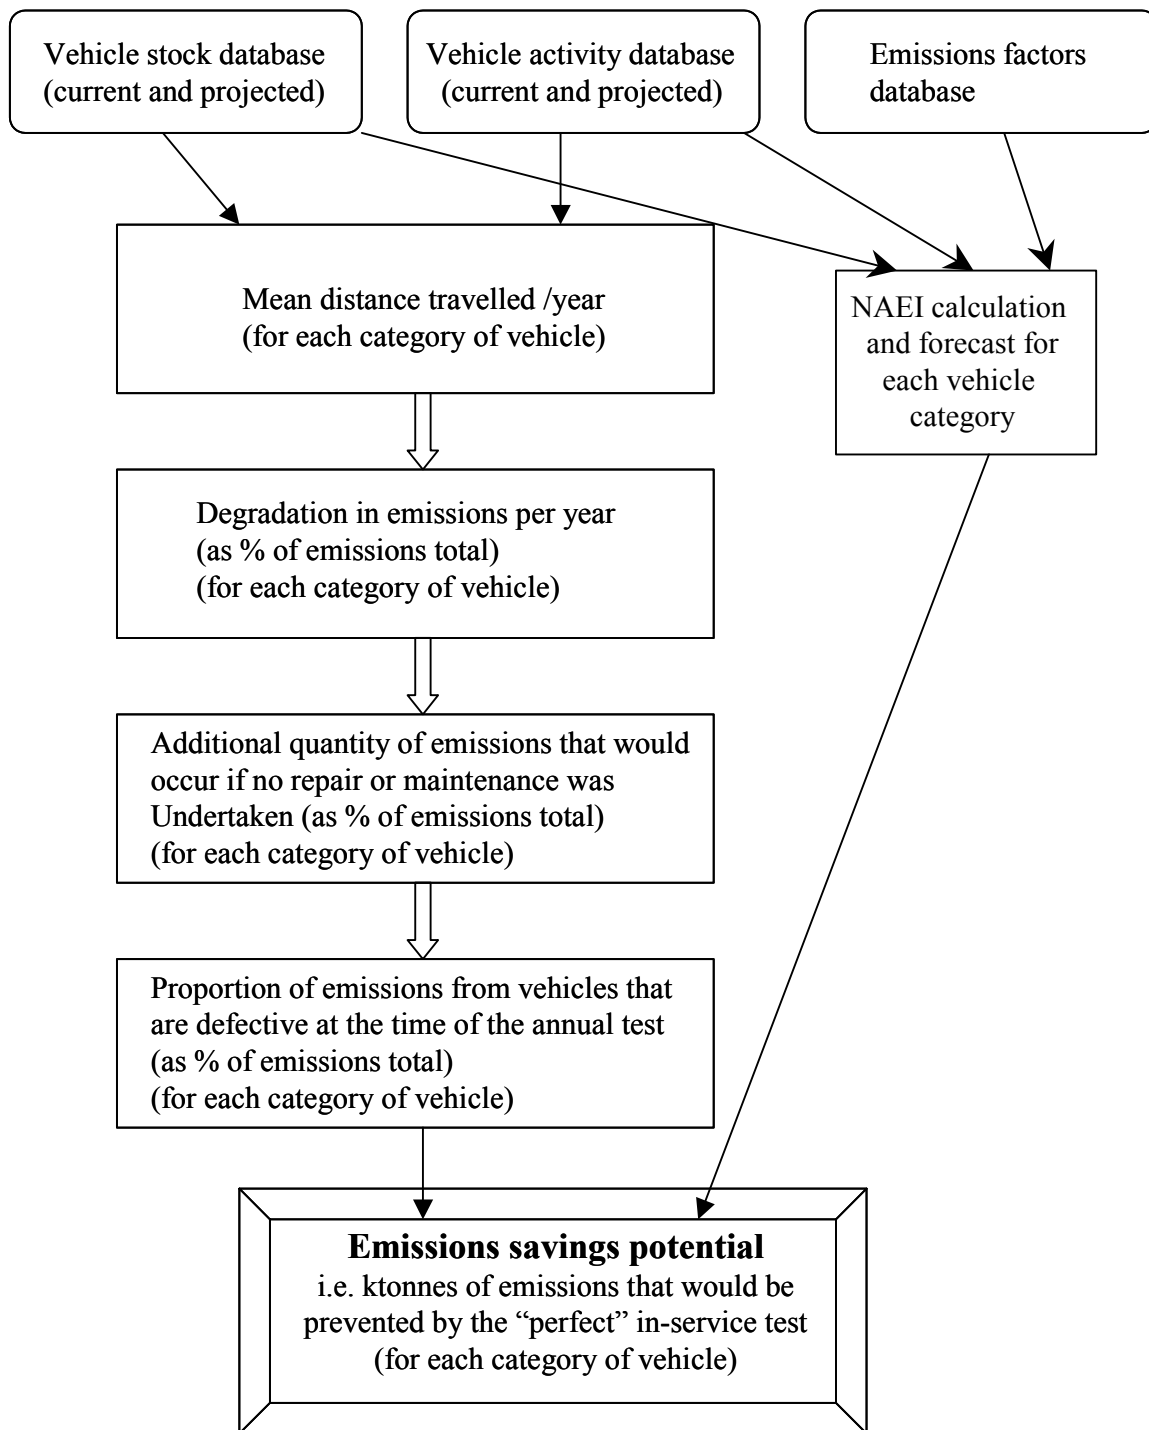 Vehicle stock database
(current and projected)
Vehicle activity database
(current and projected)
Emissions factors
database
Mean distance travelled /year
(for each category of vehicle)
NAEI calculation
and forecast for
each vehicle
category
Degradation in emissions per year
(as % of emissions total)
(for each category of vehicle)
Additional quantity of emissions that would
occur if no repair or maintenance was
Undertaken (as % of emissions total)
(for each category of vehicle)
Proportion of emissions from vehicles that
are defective at the time of the annual test
(as % of emissions total)
(for each category of vehicle)
Emissions savings potential
i.e. ktonnes of emissions that would be
prevented by the “perfect” in-service test
(for each category of vehicle)